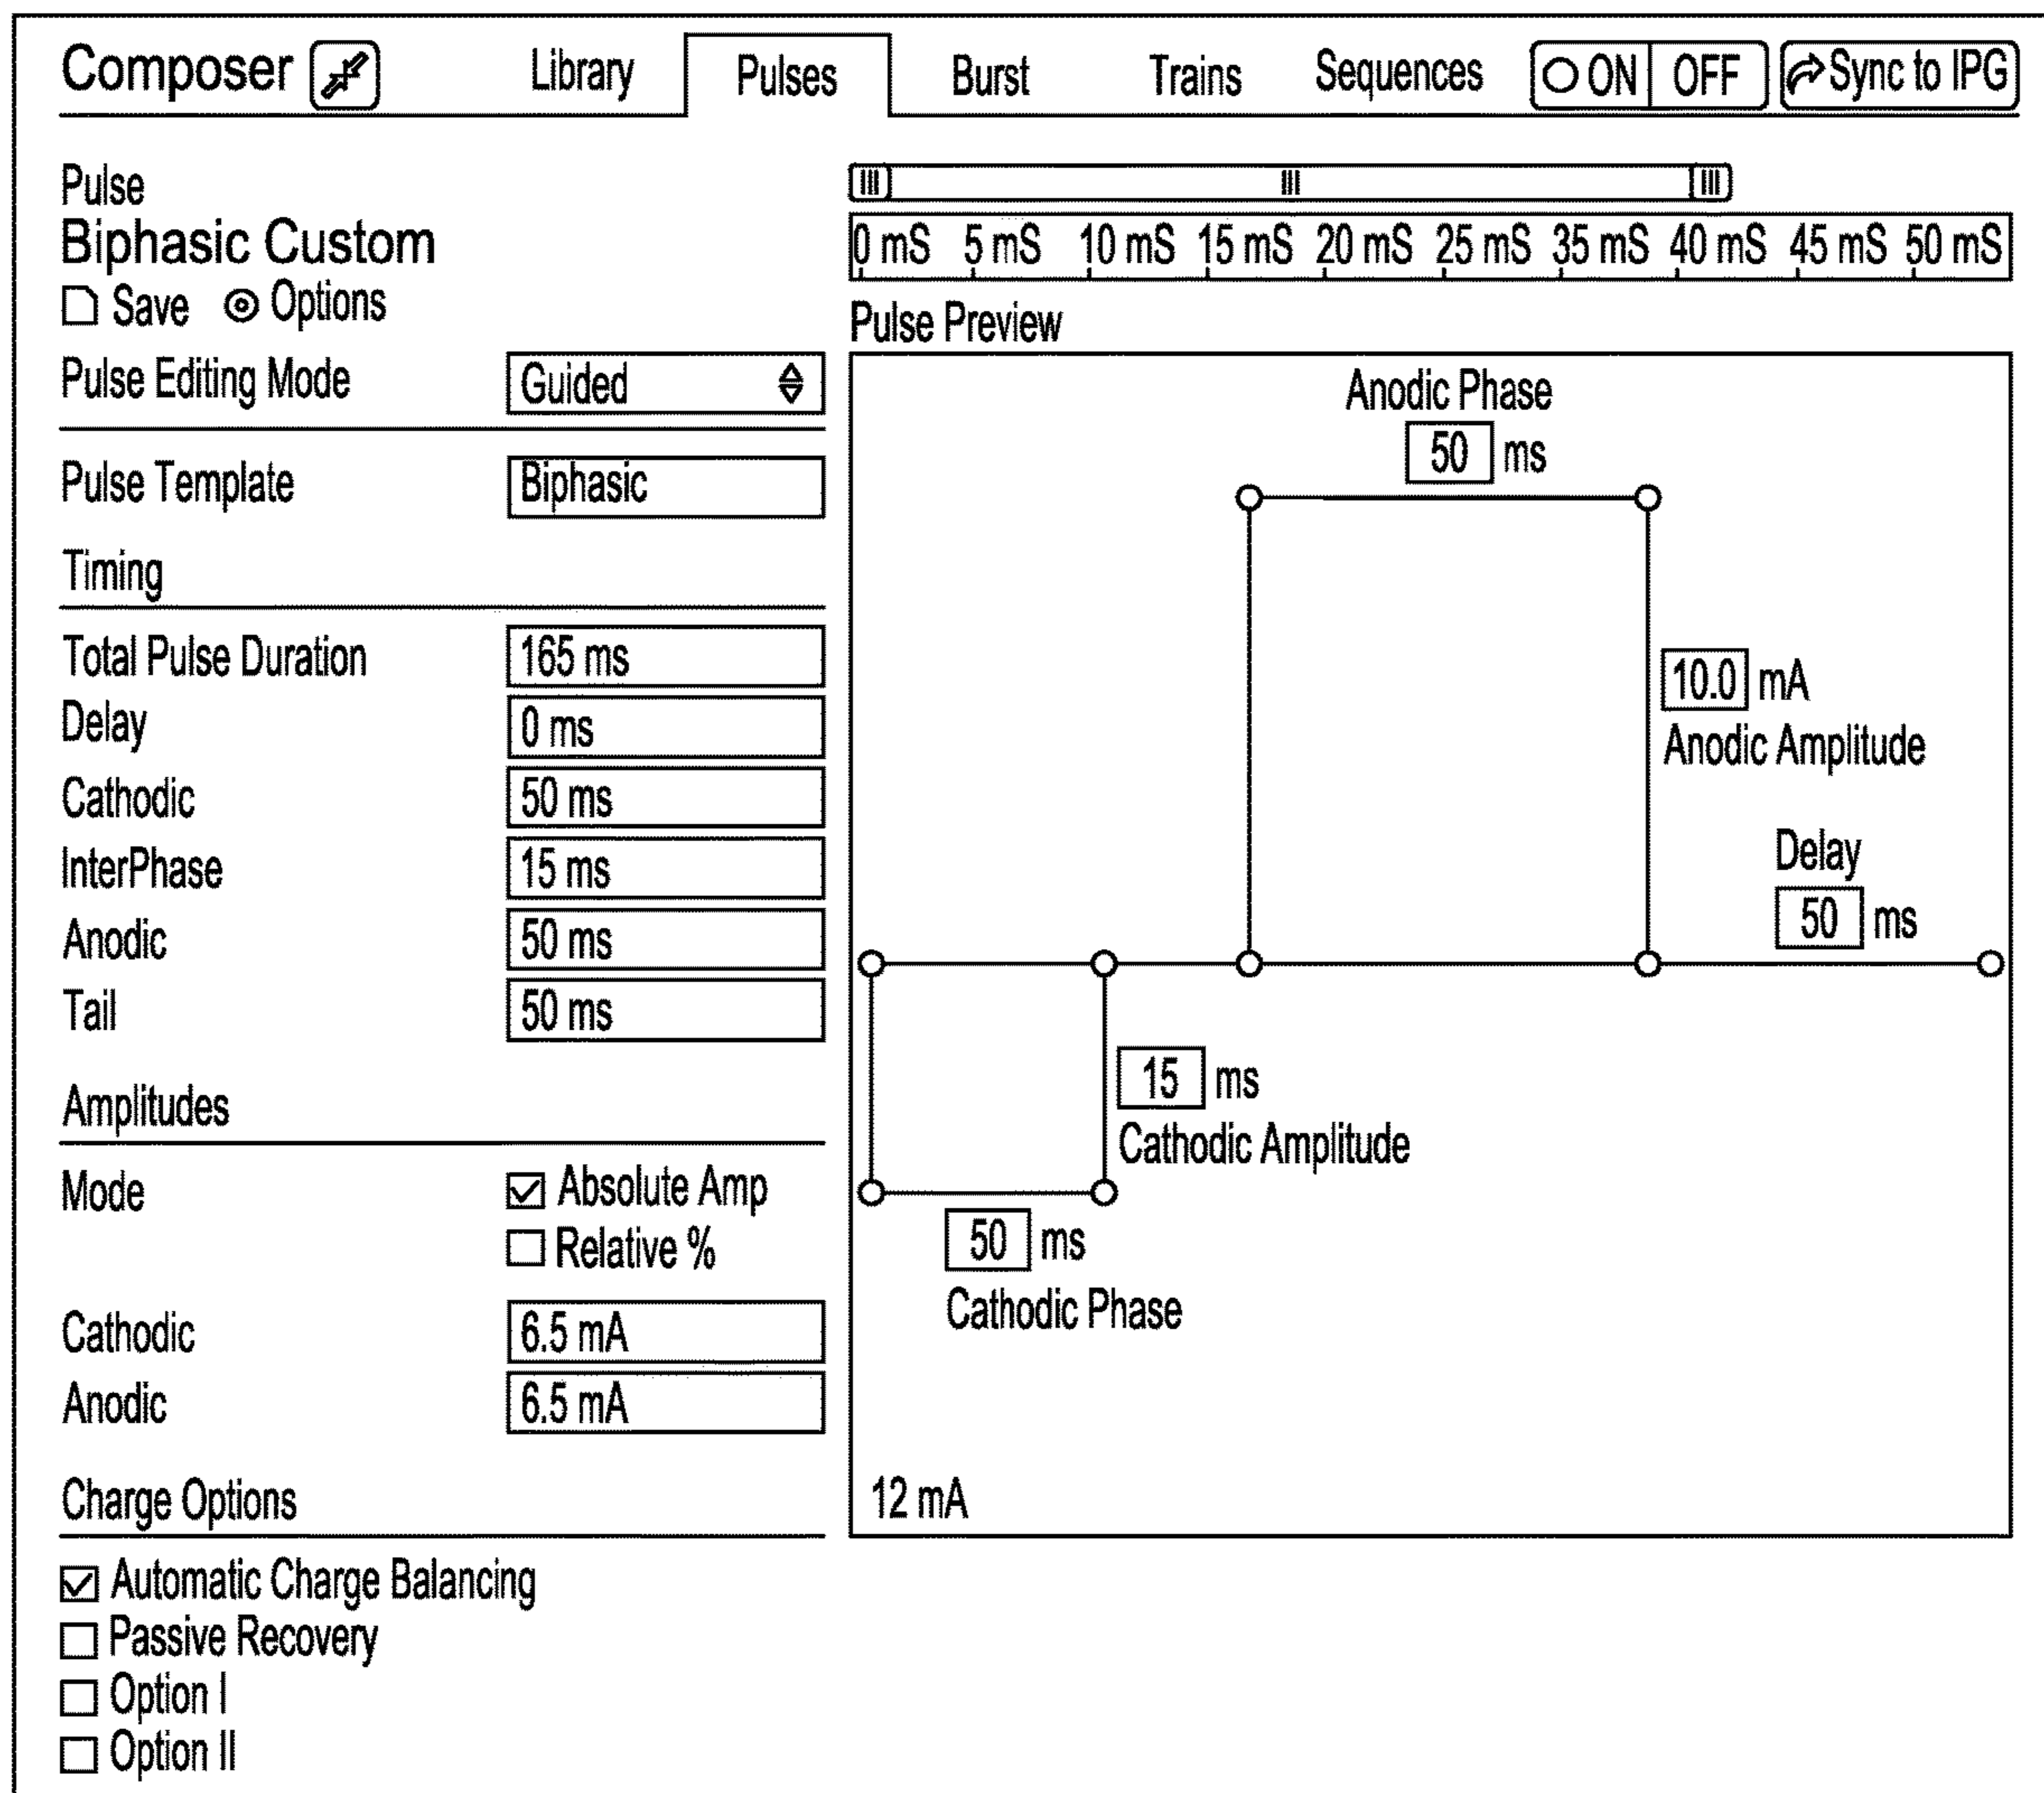 Composer Library Pulses Burst Trains Sequences ON OFF Sync to IPG
Pulse
Biphasic Custom
Save Options
Pulse Editing Mode Guided
Pulse Template Biphasic
Timing
Total Pulse Duration 165 ms
Delay 0 ms
Cathodic 50 ms
InterPhase 15 ms
Anodic 50 ms
Tail 50 ms
Amplitudes
Mode Absolute Amp
Relative %
Cathodic 6.5 mA
Anodic 6.5 mA
Charge Options
Automatic Charge Balancing
Passive Recovery
Option I
Option II
0 mS 5 mS 10 mS 15 mS 20 mS 25 mS 35 mS 40 mS 45 mS 50 mS
Pulse Preview
Anodic Phase
50 ms
10.0 mA
Anodic Amplitude
Delay
50 ms
15 ms
Cathodic Amplitude
50 ms
Cathodic Phase
12 mA